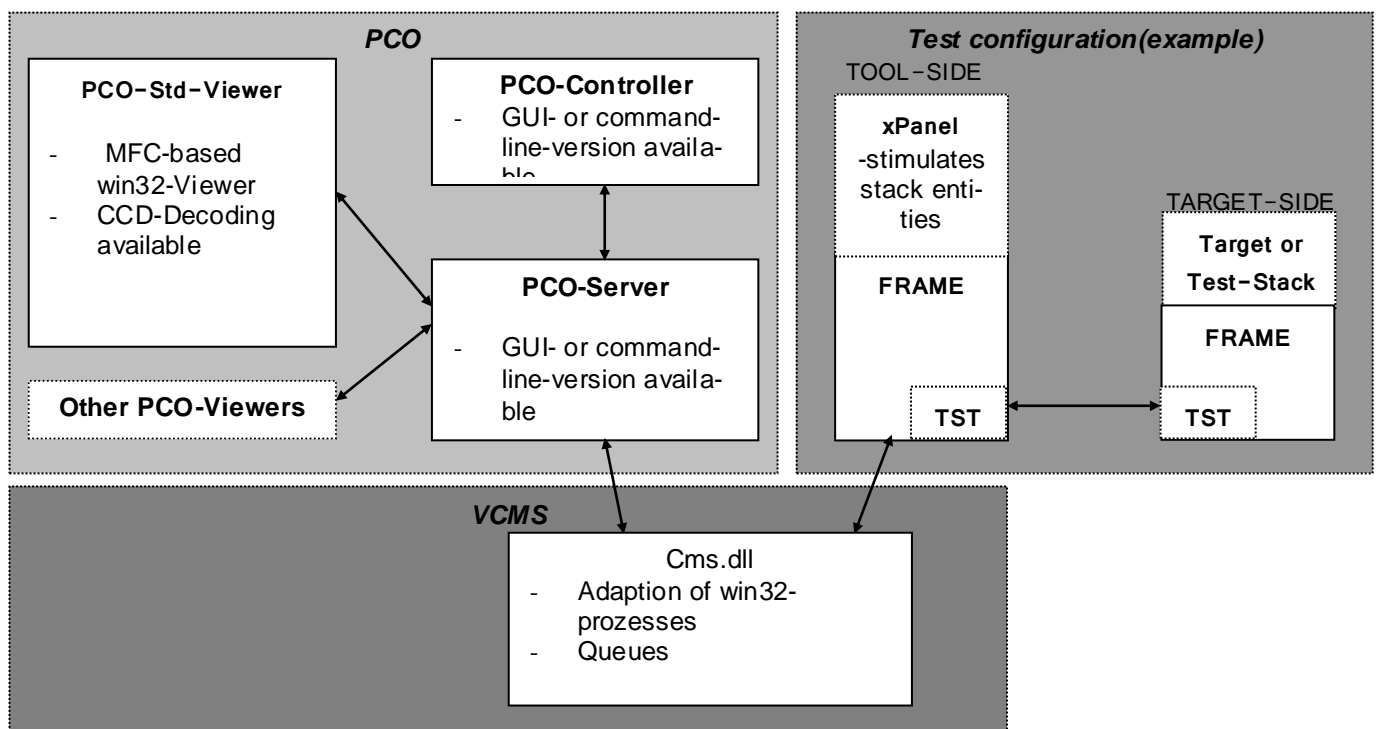 PCO
PCO-Std-Viewer
- MFC-based
win32-Viewer
- CCD-Decoding
available
Other PCO-Viewers
PCO-Controller
- GUI- or command-
line-version availa-
ble
PCO-Server
- GUI- or command-
line-version availa-
ble
Test configuration(example)
TOOL-SIDE
xPanel
-stimulates
stack enti-
ties
FRAME
TST
TARGET-SIDE
Target or
Test-Stack
FRAME
TST
VCMS
Cms.dll
- Adaption of win32-
prozesses
- Queues